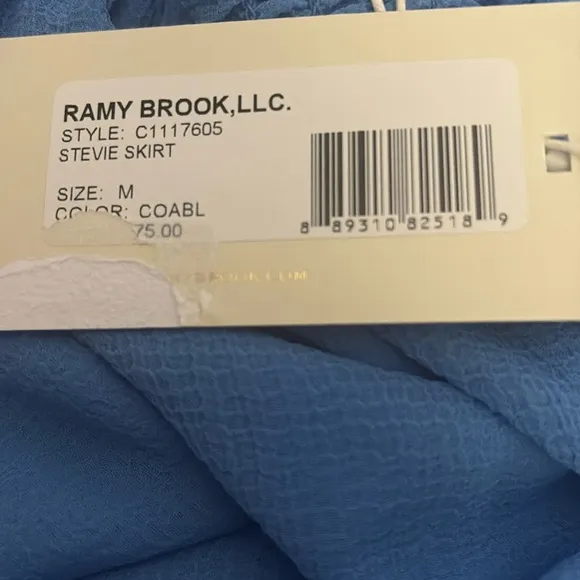 RAMY BROOK,LLC.
STYLE: C1117605
STEVIE SKIRT
SIZE: M
COLOR: COABL
75.00
8 89310 82518 9